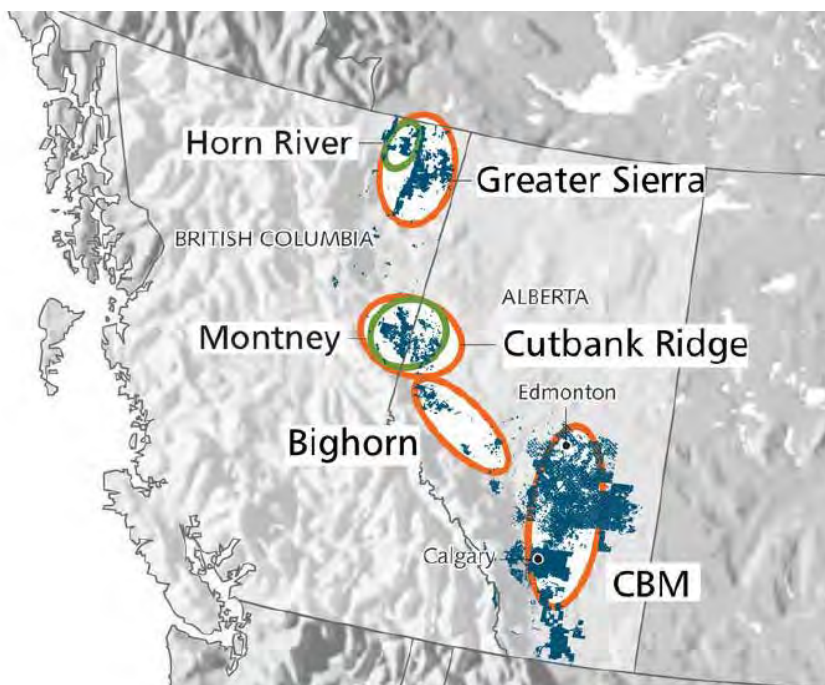 Horn River
Greater Sierra
BRITISH COLUMBIA
ALBERTA
Montney
Cutbank Ridge
Edmonton
Bighorn
Calgary
CBM